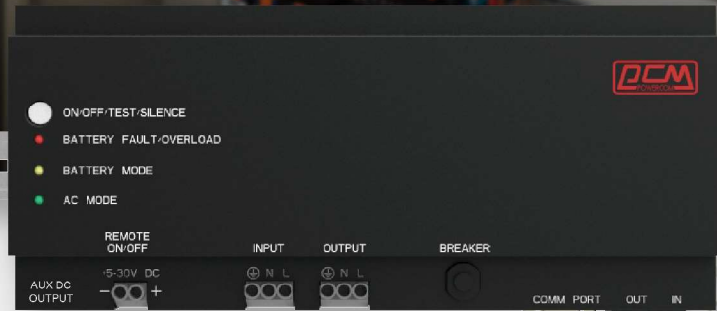 PCM
POWERCOM
ON/OFF/TEST/SILENCE
BATTERY FAULT/OVERLOAD
BATTERY MODE
AC MODE
REMOTE
ON/OFF
INPUT
OUTPUT
BREAKER
+5-30V DC
N L
N L
AUX DC
OUTPUT
− +
COMM PORT
OUT
IN